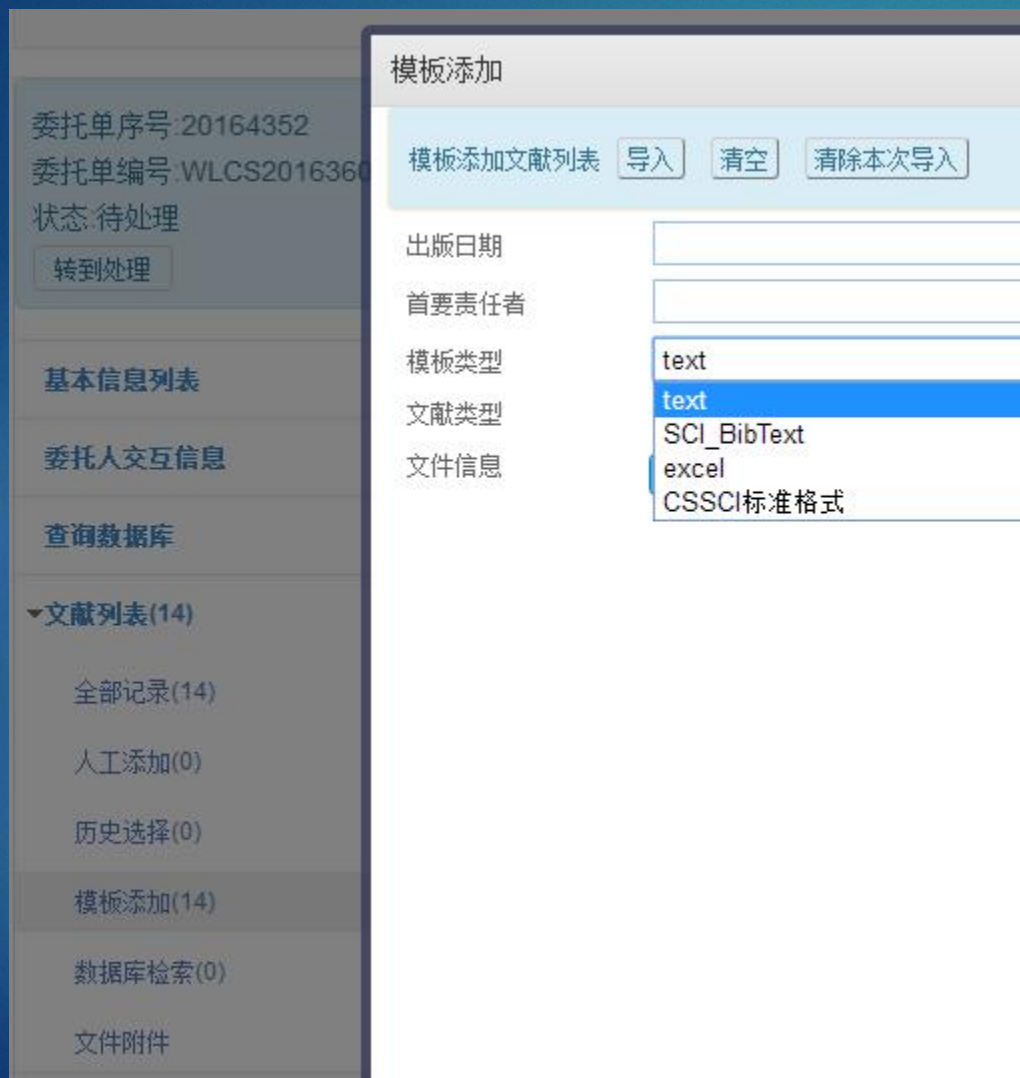 委托单序号:20164352
委托单编号:WLCS2016360
状态:待处理
转到处理
基本信息列表
委托人交互信息
查询数据库
文献列表(14)
全部记录(14)
人工添加(0)
历史选择(0)
模板添加(14)
数据库检索(0)
文件附件
模板添加
模板添加文献列表 导入 清空 清除本次导入
出版日期
首要责任者
模板类型 text
文献类型
文件信息
text
SCI_BibText
excel
CSSCI标准格式